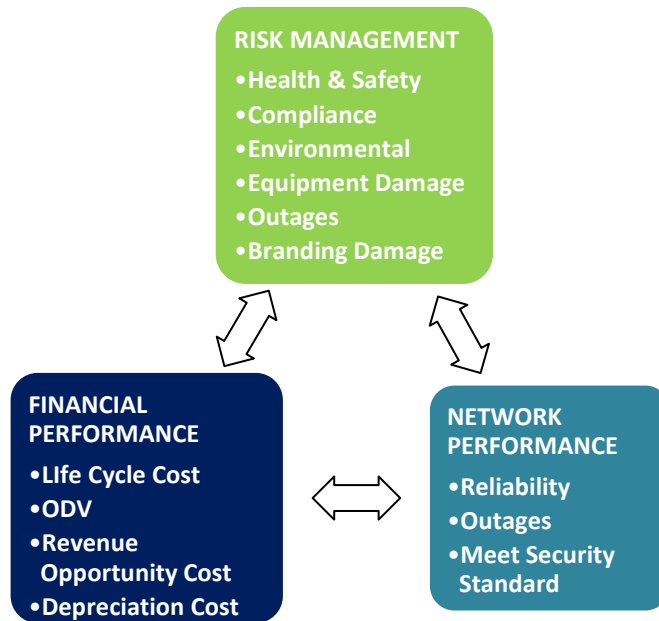 RISK MANAGEMENT
•Health & Safety
•Compliance
•Environmental
•Equipment Damage
•Outages
•Branding Damage
FINANCIAL
PERFORMANCE
•LIfe Cycle Cost
•ODV
•Revenue
Opportunity Cost
•Depreciation Cost
NETWORK
PERFORMANCE
•Reliability
•Outages
•Meet Security
Standard